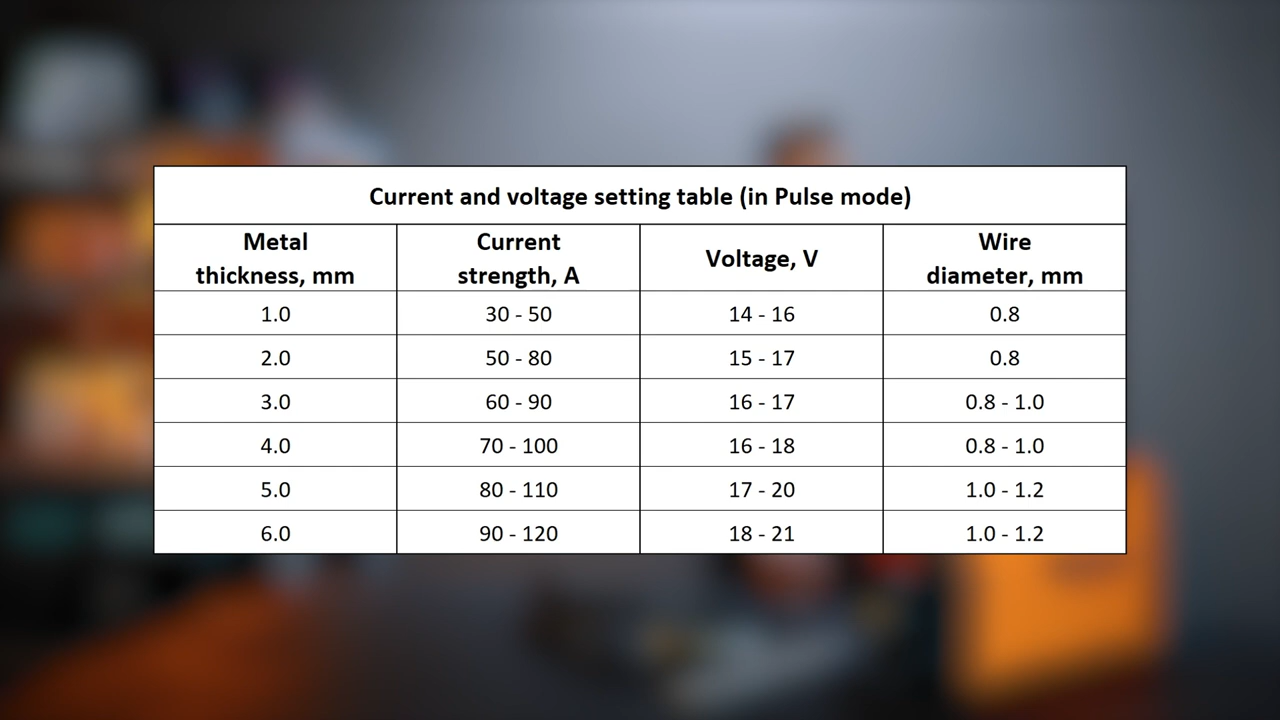 Current and voltage setting table (in Pulse mode)
Metal thickness, mm | Current strength, A | Voltage, V | Wire diameter, mm
1.0 | 30 - 50 | 14 - 16 | 0.8
2.0 | 50 - 80 | 15 - 17 | 0.8
3.0 | 60 - 90 | 16 - 17 | 0.8 - 1.0
4.0 | 70 - 100 | 16 - 18 | 0.8 - 1.0
5.0 | 80 - 110 | 17 - 20 | 1.0 - 1.2
6.0 | 90 - 120 | 18 - 21 | 1.0 - 1.2